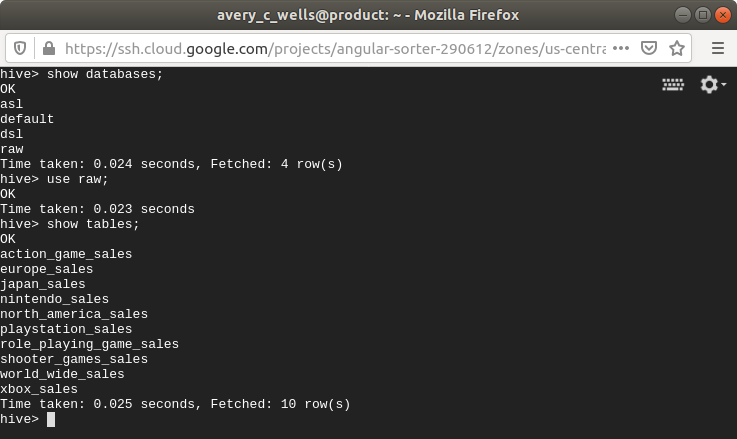 avery_c_wells@product: ~ - Mozilla Firefox
https://ssh.cloud.google.com/projects/angular-sorter-290612/zones/us-centra
hive> show databases;
OK
asl
default
dsl
raw
Time taken: 0.024 seconds, Fetched: 4 row(s)
hive> use raw;
OK
Time taken: 0.023 seconds
hive> show tables;
OK
action_game_sales
europe_sales
japan_sales
nintendo_sales
north_america_sales
playstation_sales
role_playing_game_sales
shooter_games_sales
world_wide_sales
xbox_sales
Time taken: 0.025 seconds, Fetched: 10 row(s)
hive>